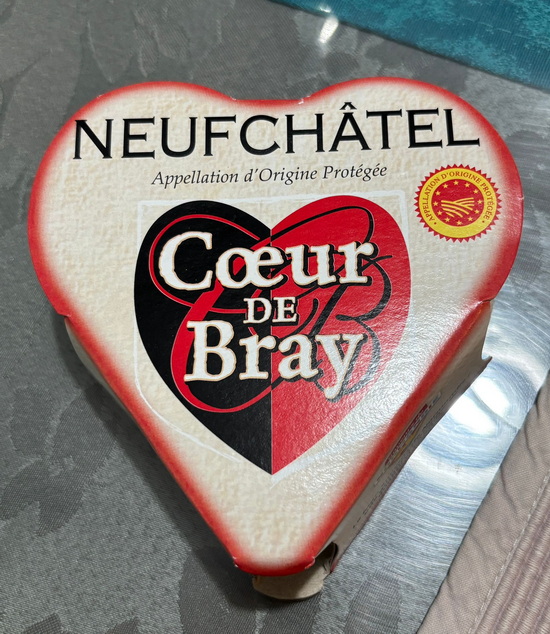 NEUFCHÂTEL
Appellation d'Origine Protégée
APPELLATION D'ORIGINE PROTÉGÉE
Cœur
DE
Bray